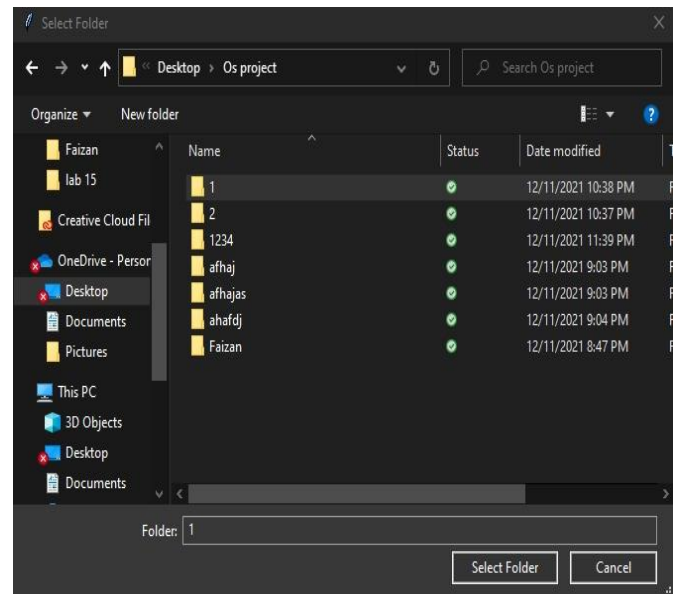 Select Folder
« Desktop › Os project
Search Os project
Organize
New folder
?
Faizan
lab 15
Creative Cloud Fil
OneDrive - Person
Desktop
Documents
Pictures
This PC
3D Objects
Desktop
Documents
Name Status Date modified
1 12/11/2021 10:38 PM
2 12/11/2021 10:37 PM
1234 12/11/2021 11:39 PM
afhaj 12/11/2021 9:03 PM
afhajas 12/11/2021 9:03 PM
ahafdj 12/11/2021 9:04 PM
Faizan 12/11/2021 8:47 PM
Folder: 1
Select Folder Cancel